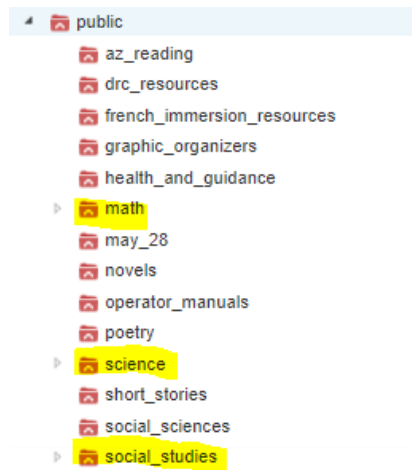 public
az_reading
drc_resources
french_immersion_resources
graphic_organizers
health_and_guidance
math
may_28
novels
operator_manuals
poetry
science
short_stories
social_sciences
social_studies